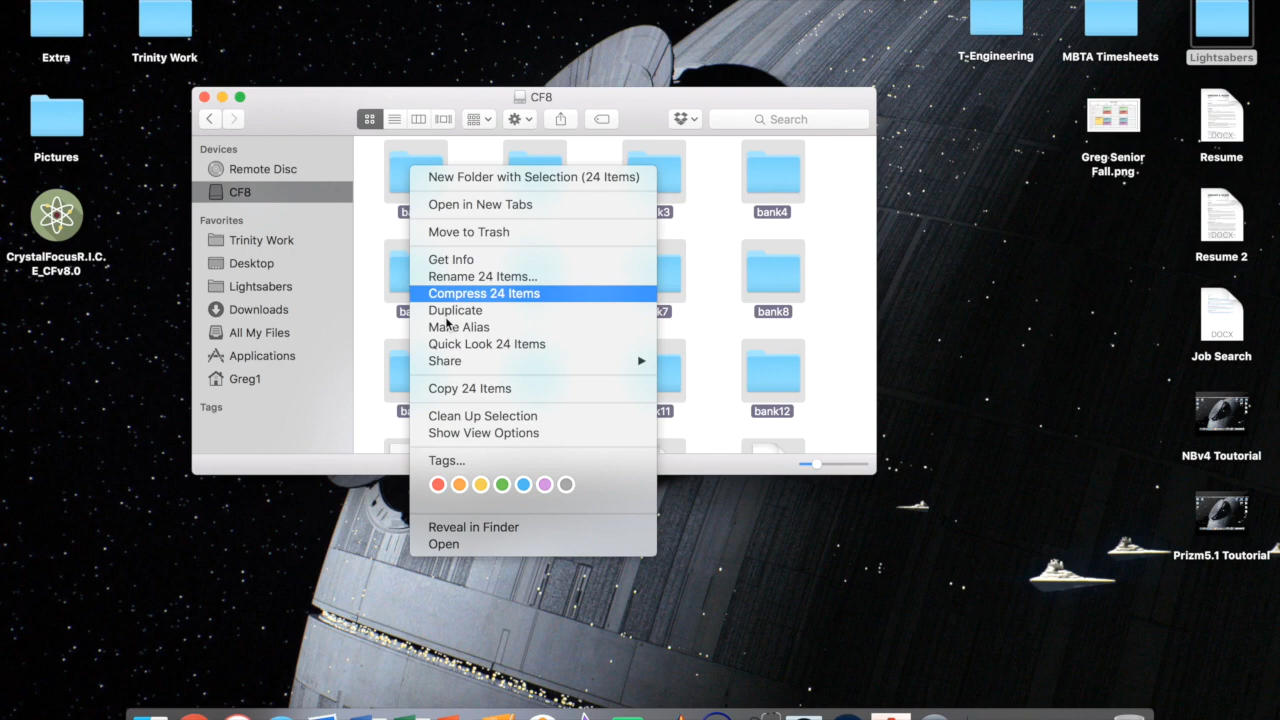 Extra
Trinity Work
T-Engineering
MBTA Timesheets
Lightsabers
Pictures
CrystalFocusR.I.C.
E_CFv8.0
Greg Senior
Fall.png
DOCX
Resume
DOCX
Resume 2
DOCX
Job Search
NBv4 Toutorial
Prizm5.1 Toutorial
CF8
Search
Devices
Remote Disc
CF8
Favorites
Trinity Work
Desktop
Lightsabers
Downloads
All My Files
Applications
Greg1
Tags
bank4
bank8
bank12
New Folder with Selection (24 Items)
Open in New Tabs
Move to Trash
Get Info
Rename 24 Items...
Compress 24 Items
Duplicate
Make Alias
Quick Look 24 Items
Share
Copy 24 Items
Clean Up Selection
Show View Options
Tags...
Reveal in Finder
Open